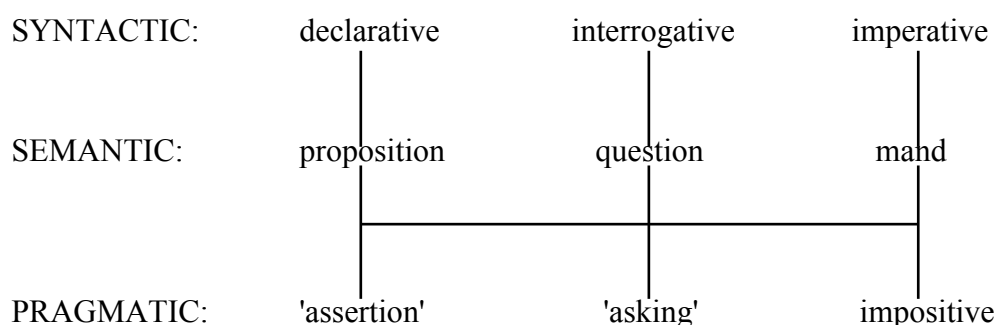 SYNTACTIC: declarative interrogative imperative
SEMANTIC: proposition question mand
PRAGMATIC: 'assertion' 'asking' impositive